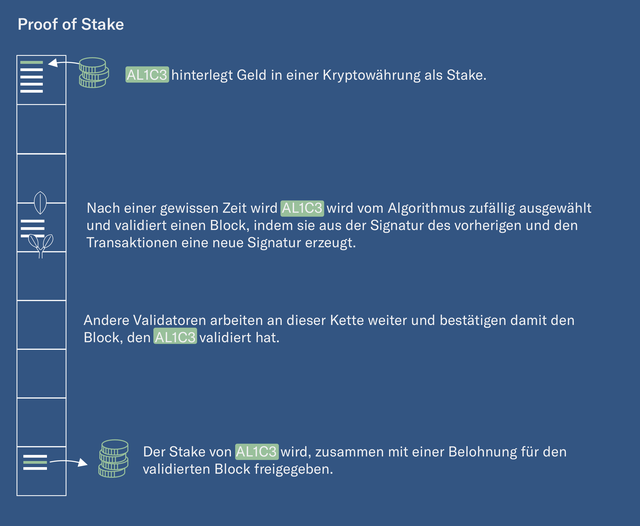 Proof of Stake
AL1C3 hinterlegt Geld in einer Kryptowährung als Stake.
Nach einer gewissen Zeit wird AL1C3 wird vom Algorithmus zufällig ausgewählt
und validiert einen Block, indem sie aus der Signatur des vorherigen und den
Transaktionen eine neue Signatur erzeugt.
Andere Validatoren arbeiten an dieser Kette weiter und bestätigen damit den
Block, den AL1C3 validiert hat.
Der Stake von AL1C3 wird, zusammen mit einer Belohnung für den
validierten Block freigegeben.